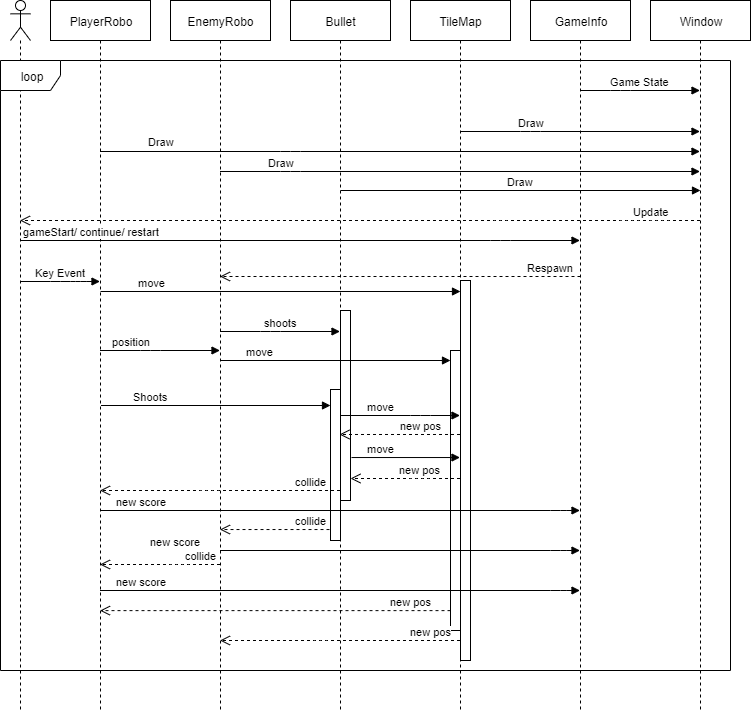 PlayerRobo
EnemyRobo
Bullet
TileMap
GameInfo
Window
loop
Game State
Draw
Draw
Draw
Draw
Update
gameStart/ continue/ restart
Respawn
Key Event
move
shoots
position
move
Shoots
move
new pos
move
new pos
collide
new score
collide
new score
collide
new score
new pos
new pos